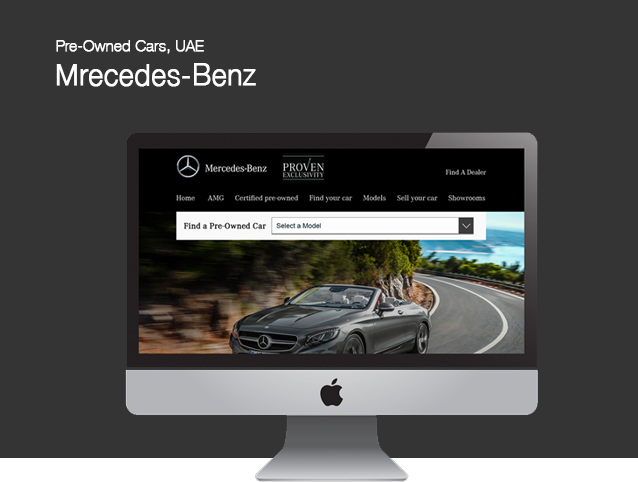 Pre-Owned Cars, UAE
Mrecedes-Benz
Mercedes-Benz
PROVEN
EXCLUSIVITY
Find A Dealer
Home AMG Certified pre-owned Find your car Models Sell your car Showrooms
Find a Pre-Owned Car Select a Model